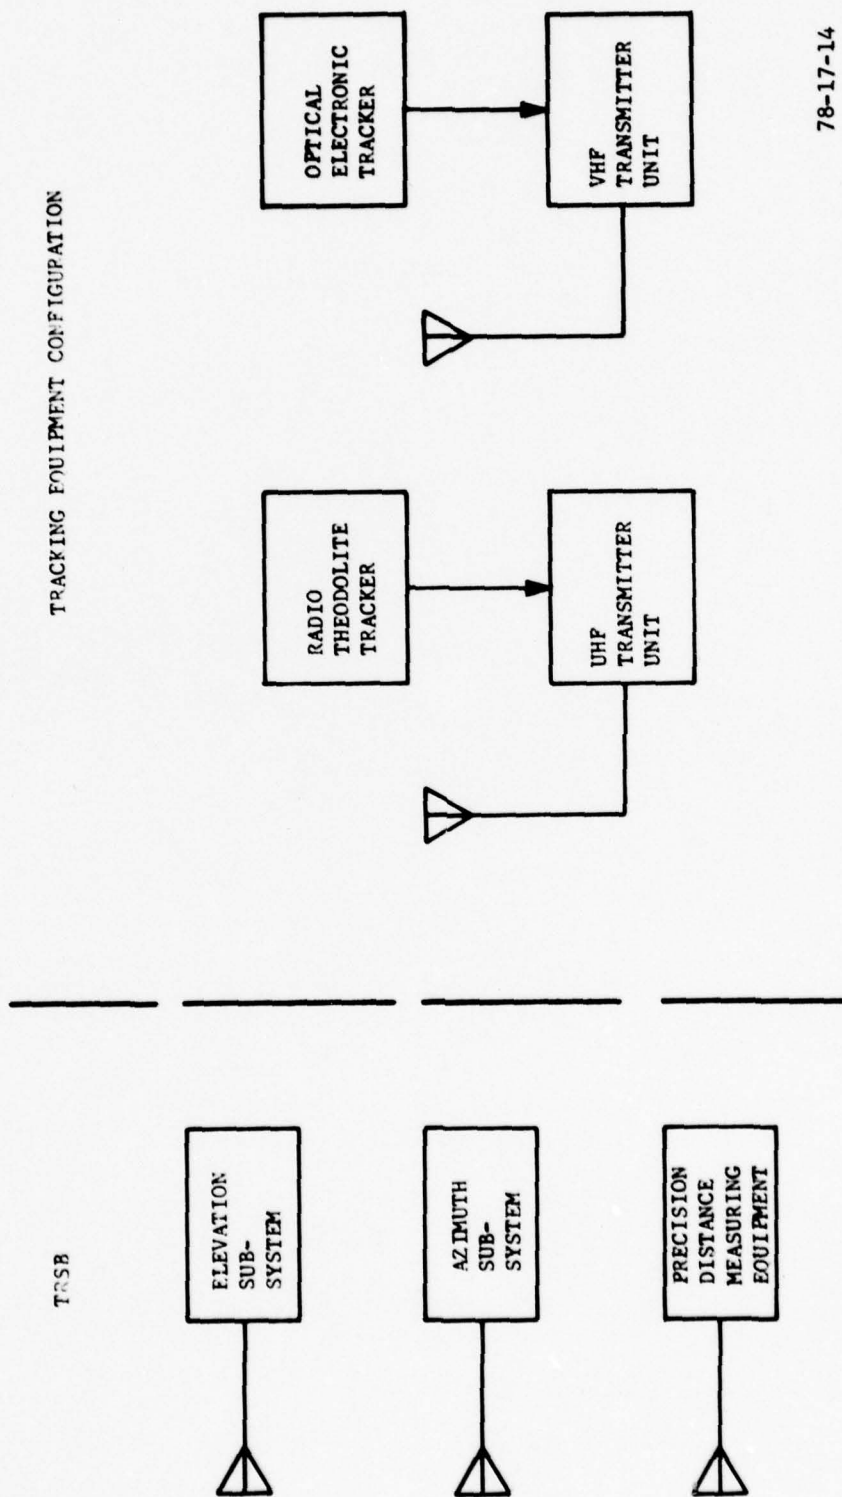 TRSB
ELEVATION
SUB-
SYSTEM
AZIMUTH
SUB-
SYSTEM
PRECISION
DISTANCE
MEASURING
EQUIPMENT
TRACKING EQUIPMENT CONFIGURATION
RADIO
THEODOLITE
TRACKER
UHF
TRANSMITTER
UNIT
OPTICAL
ELECTRONIC
TRACKER
VHF
TRANSMITTER
UNIT
78-17-14